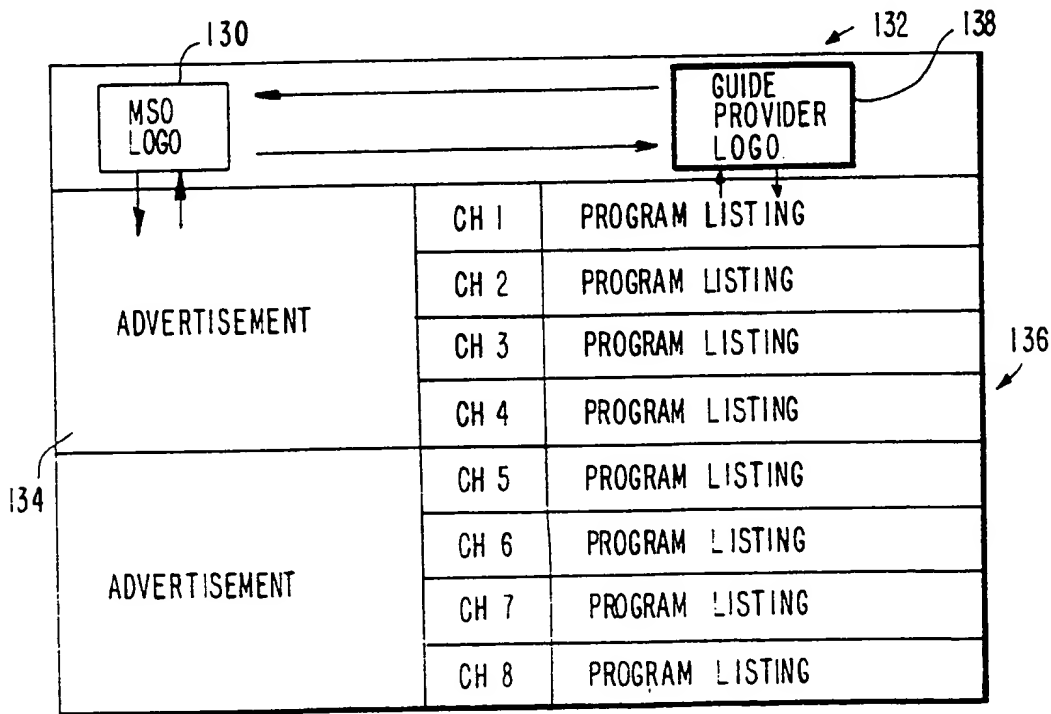 130
132
138
MSO
LOGO
GUIDE
PROVIDER
LOGO
CH 1 PROGRAM LISTING
CH 2 PROGRAM LISTING
ADVERTISEMENT
CH 3 PROGRAM LISTING
136
CH 4 PROGRAM LISTING
134
CH 5 PROGRAM LISTING
CH 6 PROGRAM LISTING
ADVERTISEMENT
CH 7 PROGRAM LISTING
CH 8 PROGRAM LISTING